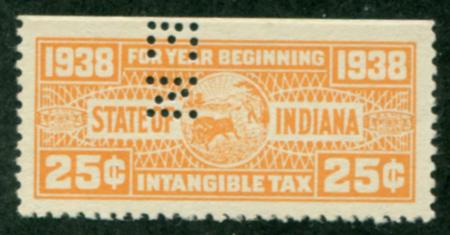 1938 FOR YEAR BEGINNING 1938
STATE OF INDIANA
25¢ INTANGIBLE TAX 25¢